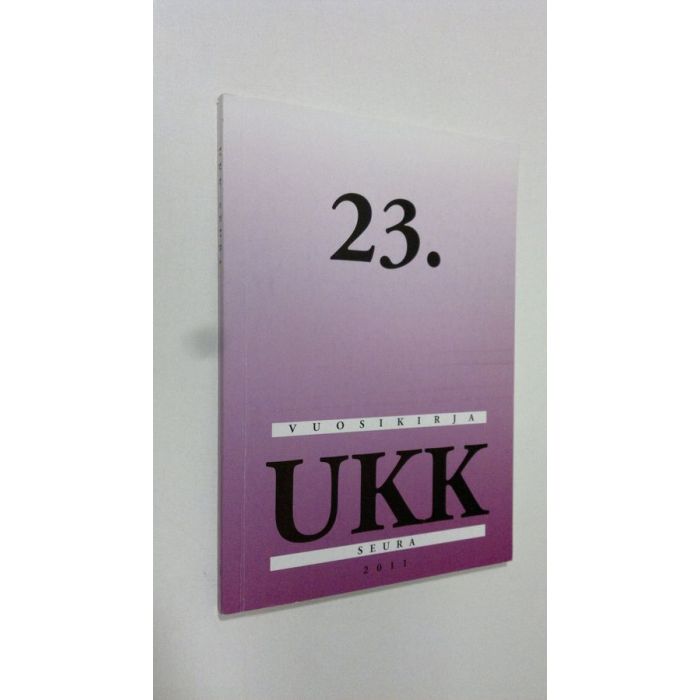 23.
VUOSIKIRJA
UKK
SEURA
2011